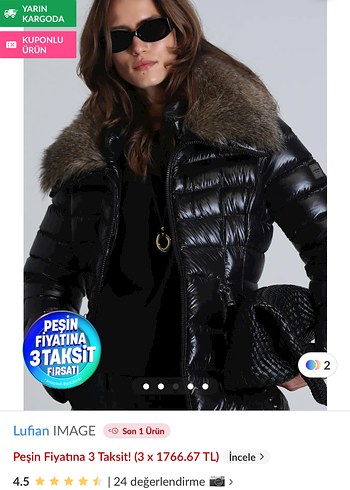 YARIN
KARGODA
KUPONLU
ÜRÜN
PEŞİN
FİYATINA
3 TAKSİT
FIRSATI
2
Lufian IMAGE Son 1 Ürün
Peşin Fiyatına 3 Taksit! (3 x 1766.67 TL) İncele
4.5 | 24 değerlendirme